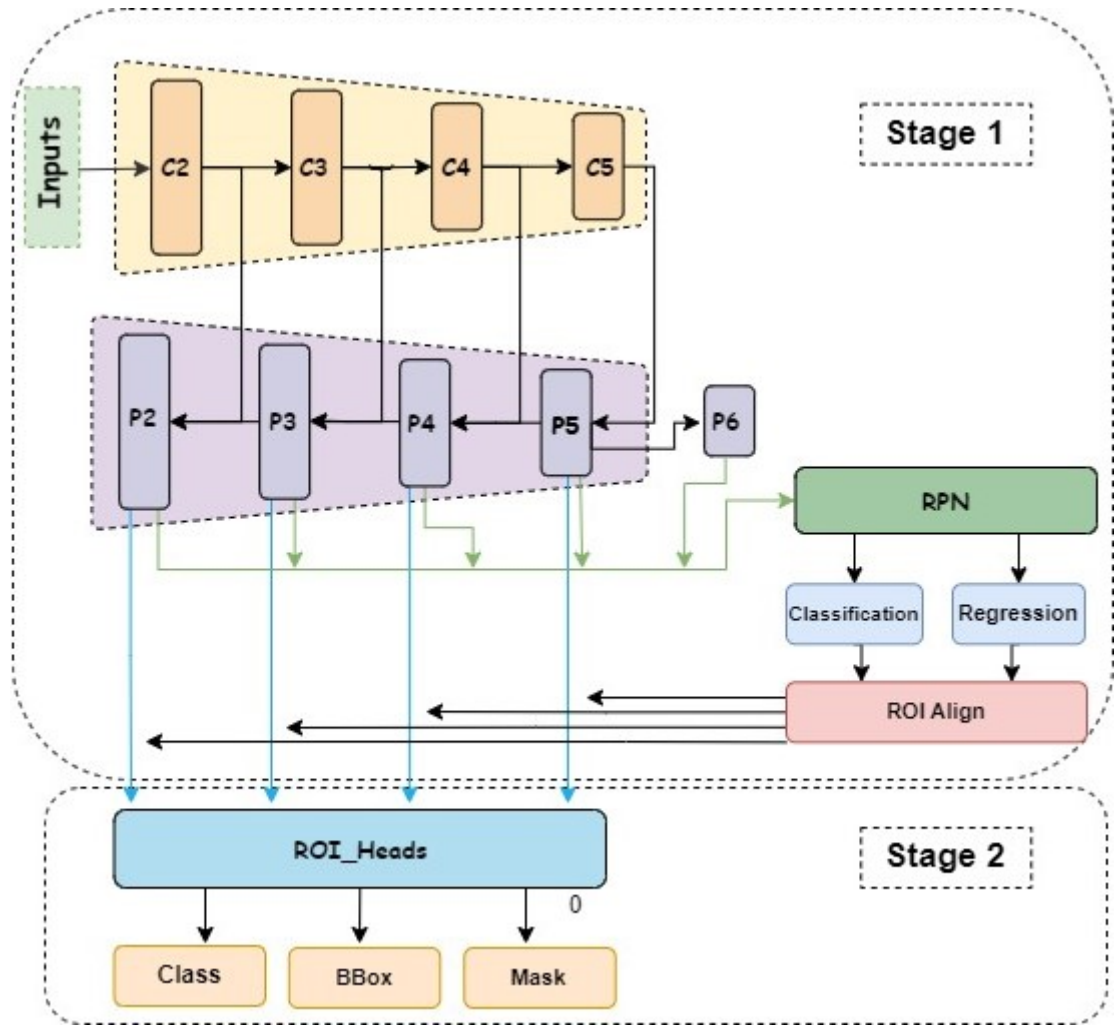 Stage 1
Inputs
C2
C3
C4
C5
P2
P3
P4
P5
P6
RPN
Classification
Regression
ROI Align
Stage 2
ROI_Heads
0
Class
BBox
Mask